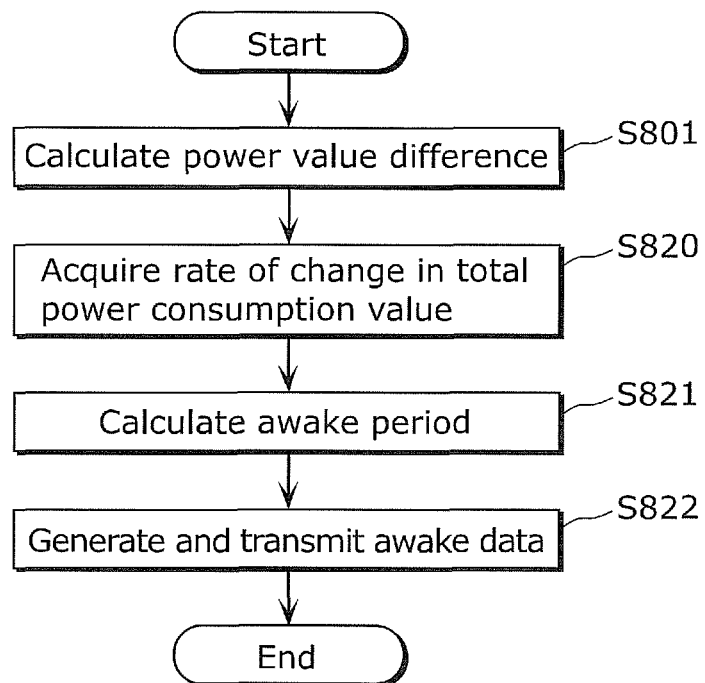 Start
Calculate power value difference
S801
Acquire rate of change in total
power consumption value
S820
Calculate awake period
S821
Generate and transmit awake data
S822
End